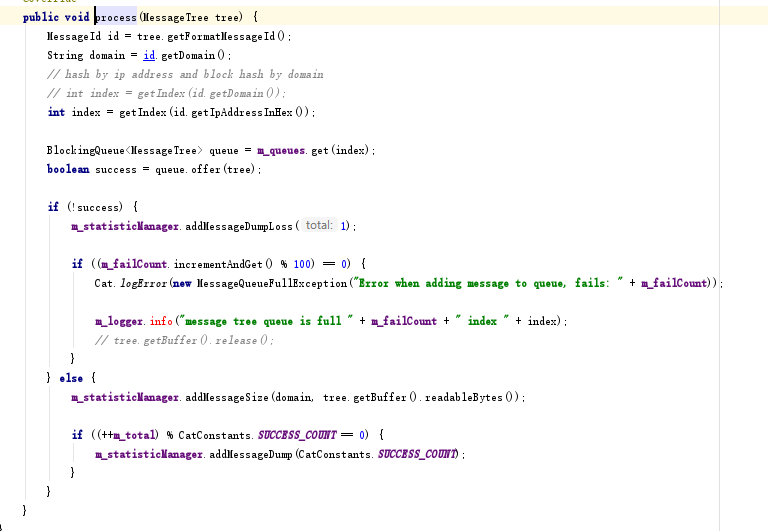 public void process(MessageTree tree) {
MessageId id = tree.getFormatMessageId();
String domain = id.getDomain();
// hash by ip address and block hash by domain
// int index = getIndex(id.getDomain());
int index = getIndex(id.getIpAddressInHex());
BlockingQueue<MessageTree> queue = m_queues.get(index);
boolean success = queue.offer(tree);
if (!success) {
m_statisticManager.addMessageDumpLoss( total: 1);
if ((m_failCount.incrementAndGet() % 100) == 0) {
Cat.logError(new MessageQueueFullException("Error when adding message to queue, fails: " + m_failCount));
m_logger.info("message tree queue is full " + m_failCount + " index " + index);
// tree.getBuffer().release();
}
} else {
m_statisticManager.addMessageSize(domain, tree.getBuffer().readableBytes());
if ((++m_total) % CatConstants.SUCCESS_COUNT == 0) {
m_statisticManager.addMessageDump(CatConstants.SUCCESS_COUNT);
}
}
}